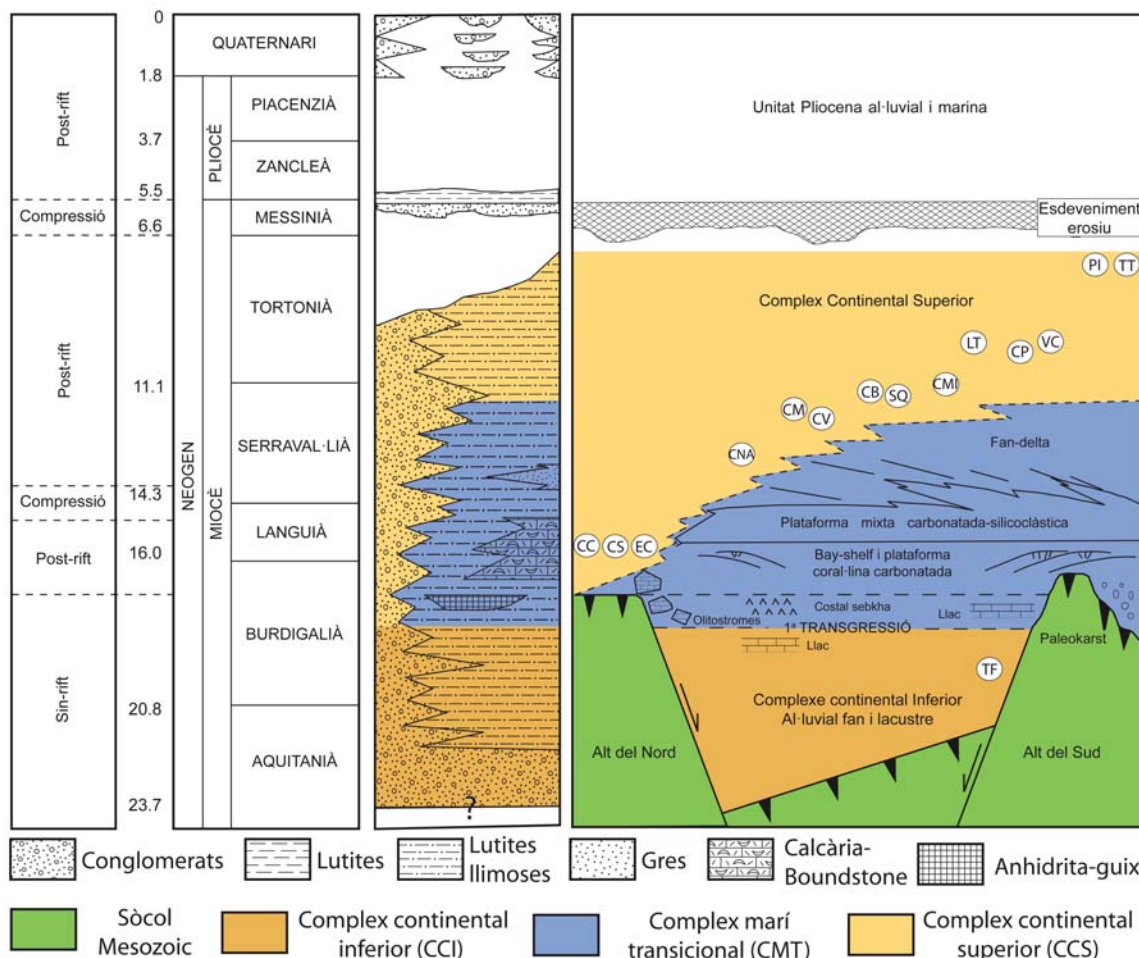 Post-rift
Compressió
Post-rift
Compressió
Post-rift
Sin-rift
0
1.8
3.7
5.5
6.6
11.1
14.3
16.0
20.8
23.7
NEOGEN
PLIOCÈ
MIOCÈ
QUATERNARI
PIACENZIÀ
ZANCLEÀ
MESSINIÀ
TORTONIÀ
SERRAVAL·LIÀ
LANGUIÀ
BURDIGALIÀ
AQUITANIÀ
?
Unitat Pliocena al·luvial i marina
Esdeveniment
erosiu
PI TT
Complex Continental Superior
LT CP VC
CB SQ CMI
CM CV
CNA
Fan-delta
Plataforma mixta carbonatada-silicoclàstica
CC CS EC
Bay-shelf i plataforma
coral·lina carbonatada
Costal sebkha
Llac
Olitostromes
1ª TRANSGRESSIÓ
Llac
Paleokarst
TF
Complexe continental Inferior
Al·luvial fan i lacustre
Alt del Nord
Alt del Sud
Conglomerats
Lutites
Lutites
llimoses
Gres
Calcària-
Boundstone
Anhidrita-guix
Sòcol
Mesozoic
Complex continental
inferior (CCI)
Complex marí
transicional (CMT)
Complex continental
superior (CCS)